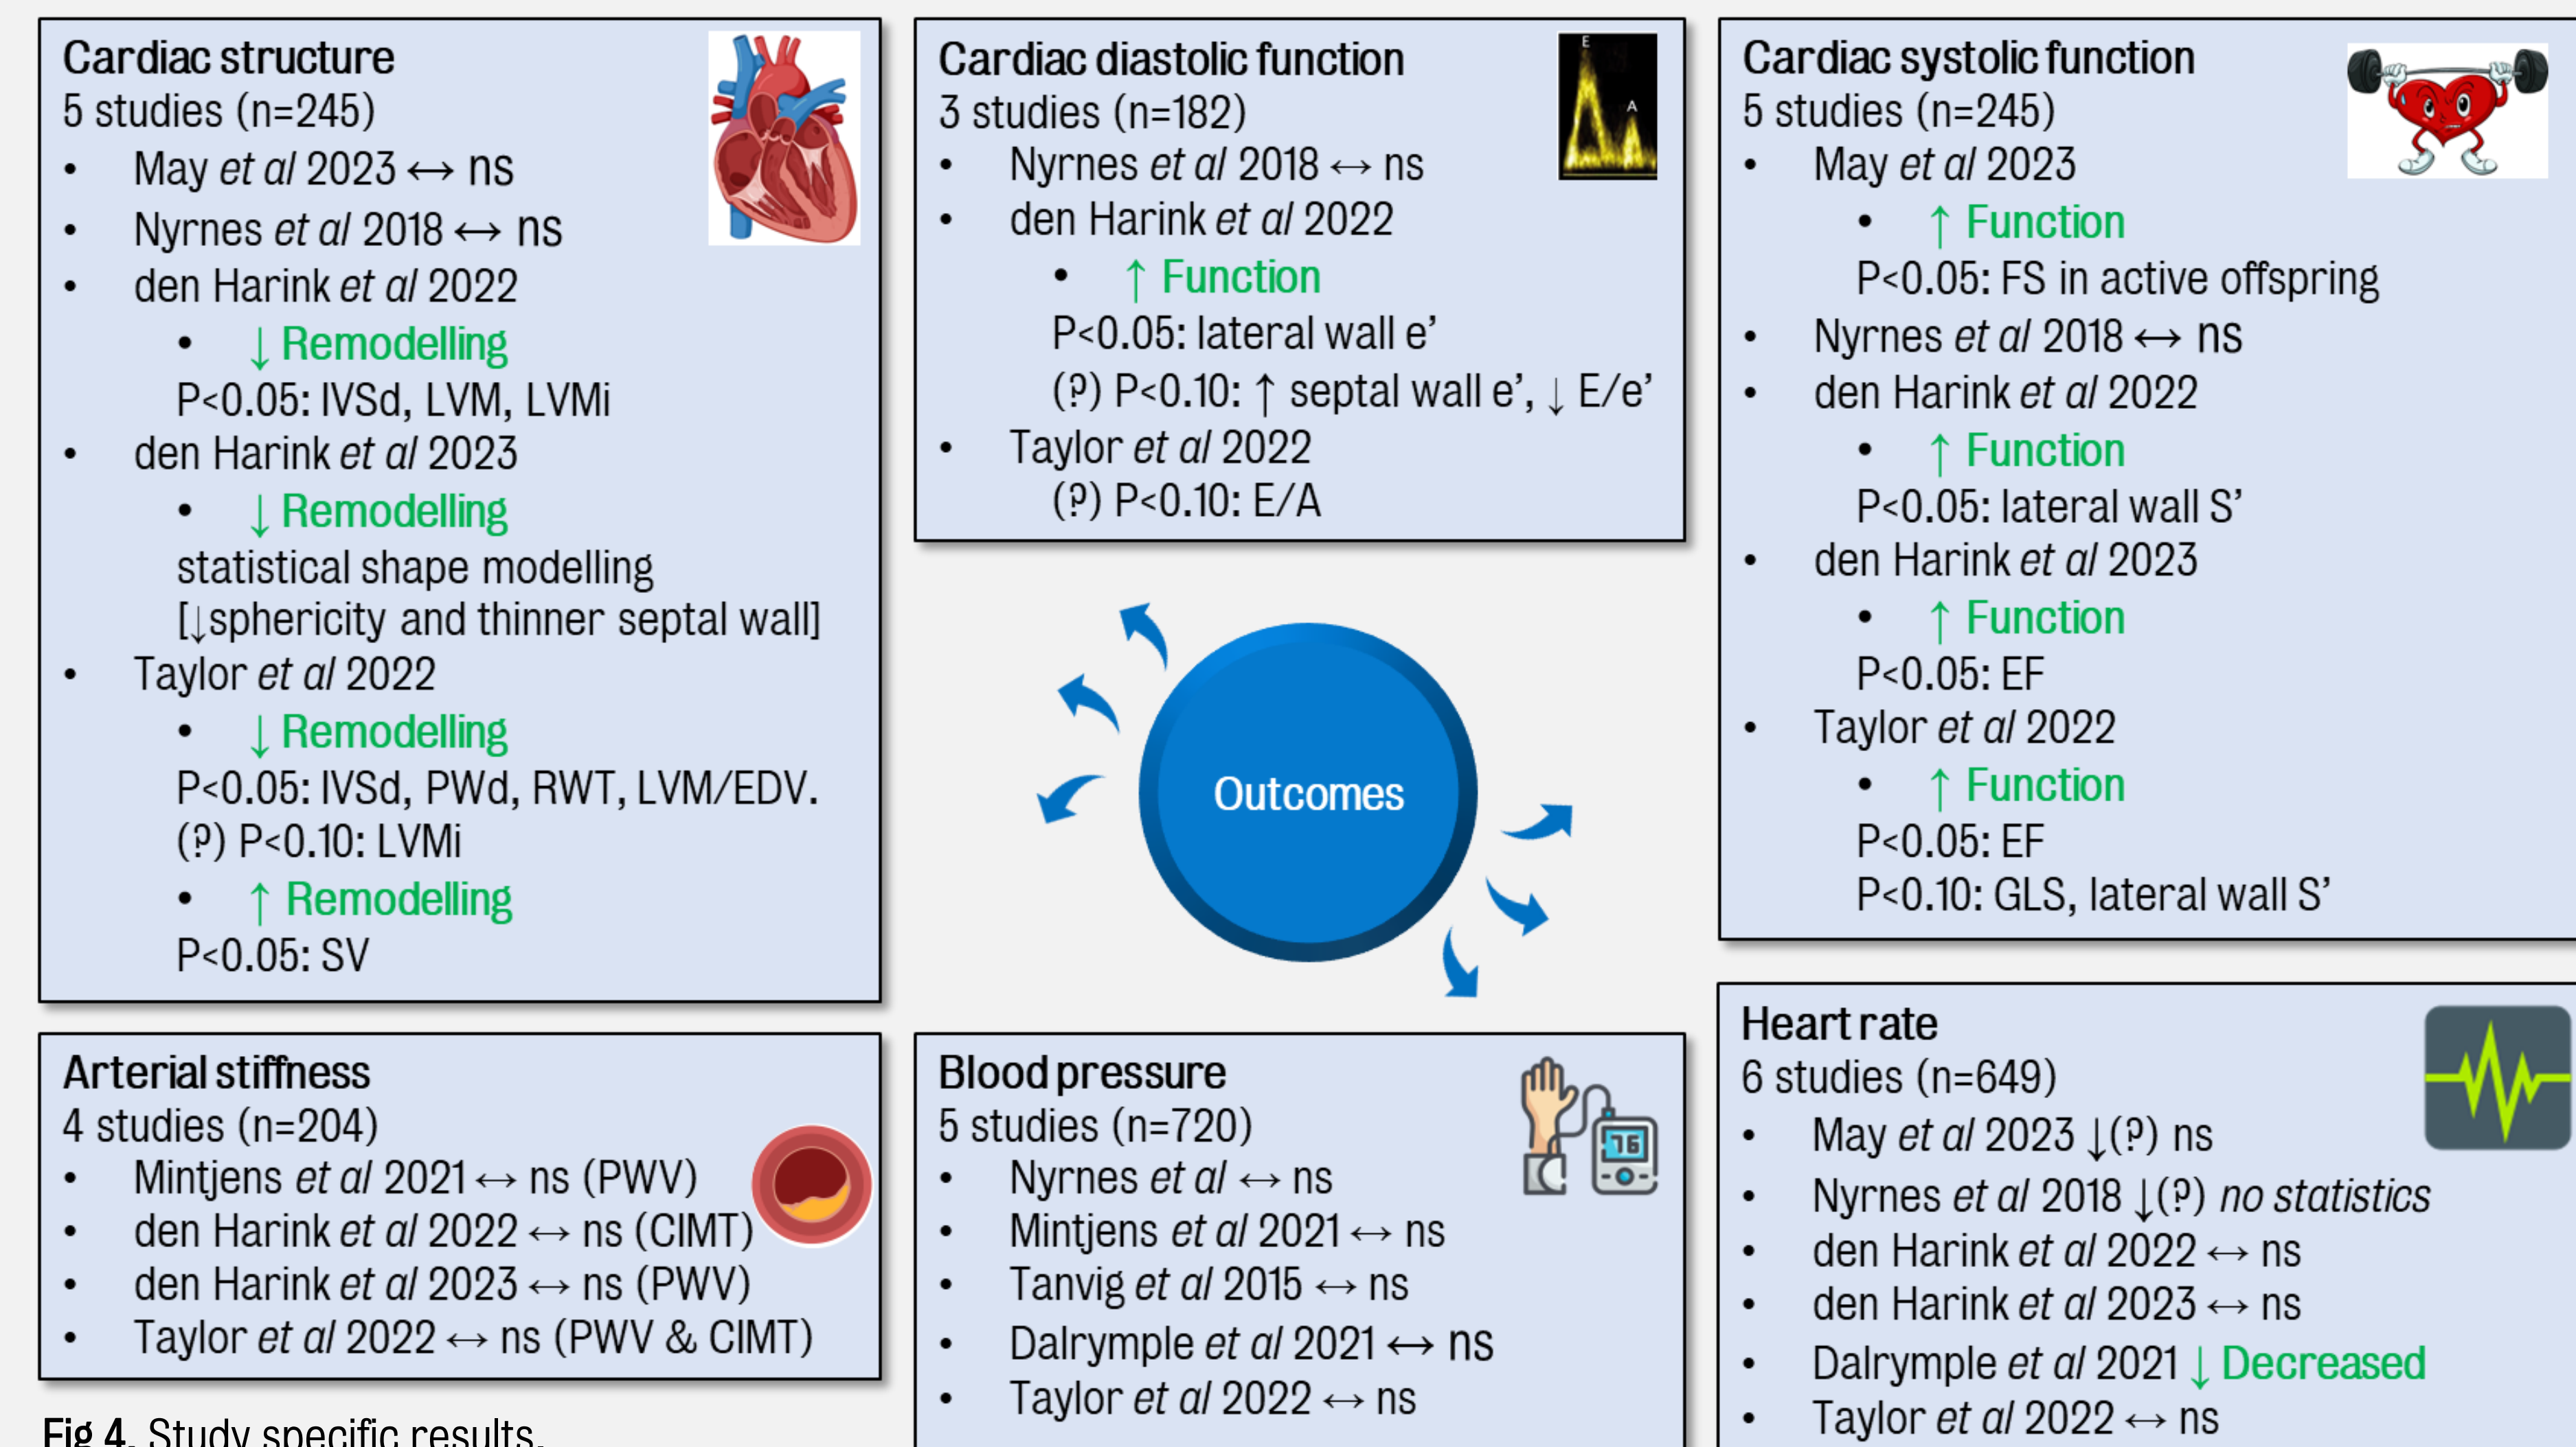 Cardiac structure
5 studies (n=245)
• May et al 2023 ↔ ns
• Nyrnes et al 2018 ↔ ns
• den Harink et al 2022
• ↓ Remodelling
P<0.05: IVSd, LVM, LVMi
• den Harink et al 2023
• ↓ Remodelling
statistical shape modelling
[↓sphericity and thinner septal wall]
• Taylor et al 2022
• ↓ Remodelling
P<0.05: IVSd, PWd, RWT, LVM/EDV.
(?) P<0.10: LVMi
• ↑ Remodelling
P<0.05: SV
Cardiac diastolic function
3 studies (n=182)
• Nyrnes et al 2018 ↔ ns
• den Harink et al 2022
• ↑ Function
P<0.05: lateral wall e’
(?) P<0.10: ↑ septal wall e’, ↓ E/e’
• Taylor et al 2022
(?) P<0.10: E/A
E
A
Cardiac systolic function
5 studies (n=245)
• May et al 2023
• ↑ Function
P<0.05: FS in active offspring
• Nyrnes et al 2018 ↔ ns
• den Harink et al 2022
• ↑ Function
P<0.05: lateral wall S’
• den Harink et al 2023
• ↑ Function
P<0.05: EF
• Taylor et al 2022
• ↑ Function
P<0.05: EF
P<0.10: GLS, lateral wall S’
Outcomes
Arterial stiffness
4 studies (n=204)
• Mintjens et al 2021 ↔ ns (PWV)
• den Harink et al 2022 ↔ ns (CIMT)
• den Harink et al 2023 ↔ ns (PWV)
• Taylor et al 2022 ↔ ns (PWV & CIMT)
Blood pressure
5 studies (n=720)
• Nyrnes et al ↔ ns
• Mintjens et al 2021 ↔ ns
• Tanvig et al 2015 ↔ ns
• Dalrymple et al 2021 ↔ ns
• Taylor et al 2022 ↔ ns
76
Heart rate
6 studies (n=649)
• May et al 2023 ↓(?) ns
• Nyrnes et al 2018 ↓(?) no statistics
• den Harink et al 2022 ↔ ns
• den Harink et al 2023 ↔ ns
• Dalrymple et al 2021 ↓ Decreased
• Taylor et al 2022 ↔ ns
Fig 4. Study specific results.